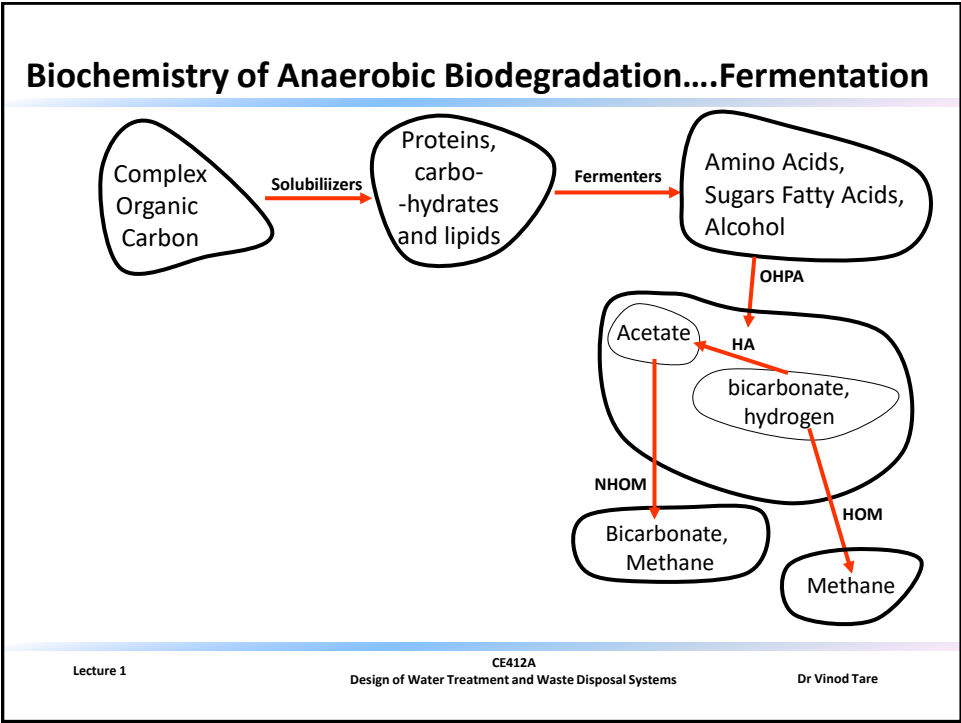 Biochemistry of Anaerobic Biodegradation....Fermentation
Complex
Organic
Carbon
Solubiliizers
Proteins,
carbo-
-hydrates
and lipids
Fermenters
Amino Acids,
Sugars Fatty Acids,
Alcohol
OHPA
Acetate
HA
bicarbonate,
hydrogen
NHOM
HOM
Bicarbonate,
Methane
Methane
Lecture 1
CE412A
Design of Water Treatment and Waste Disposal Systems
Dr Vinod Tare